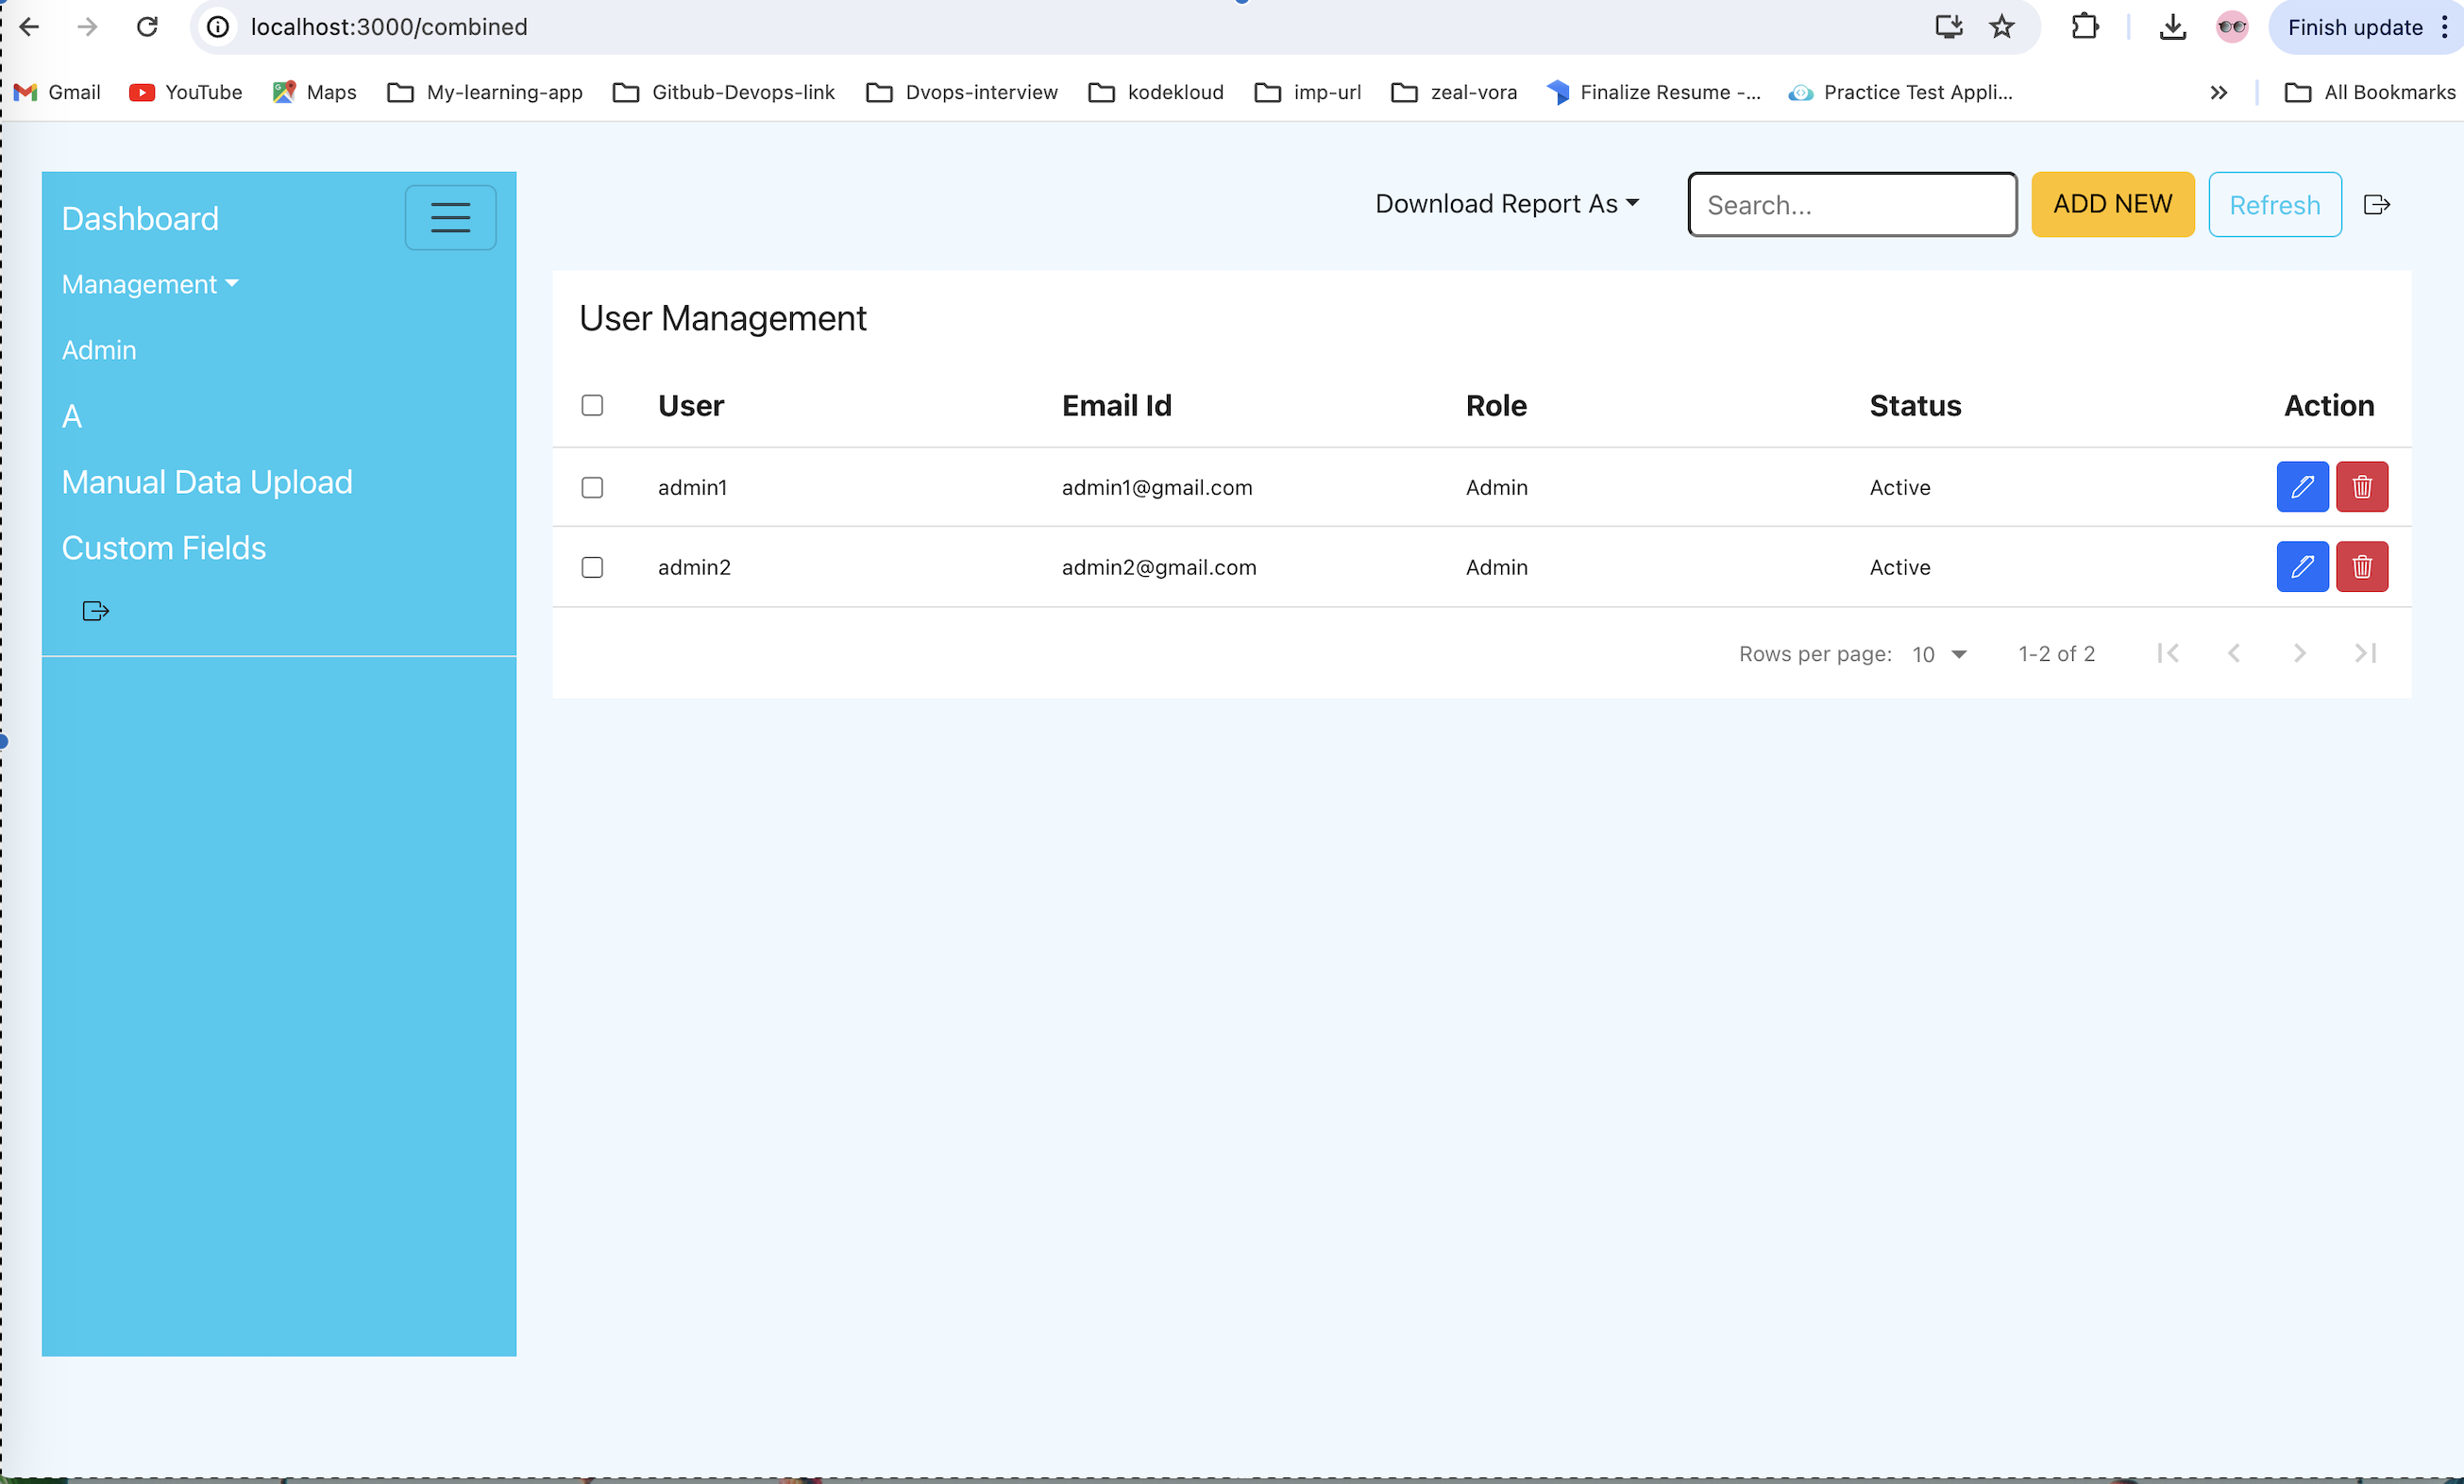 localhost:3000/combined
Finish update
Gmail
YouTube
Maps
My-learning-app
Gitbub-Devops-link
Dvops-interview
kodekloud
imp-url
zeal-vora
Finalize Resume -...
Practice Test Appli...
All Bookmarks
Dashboard
Management
Admin
A
Manual Data Upload
Custom Fields
Download Report As
Search...
ADD NEW
Refresh
User Management
User Email Id Role Status Action
admin1 admin1@gmail.com Admin Active
admin2 admin2@gmail.com Admin Active
Rows per page: 10 1-2 of 2